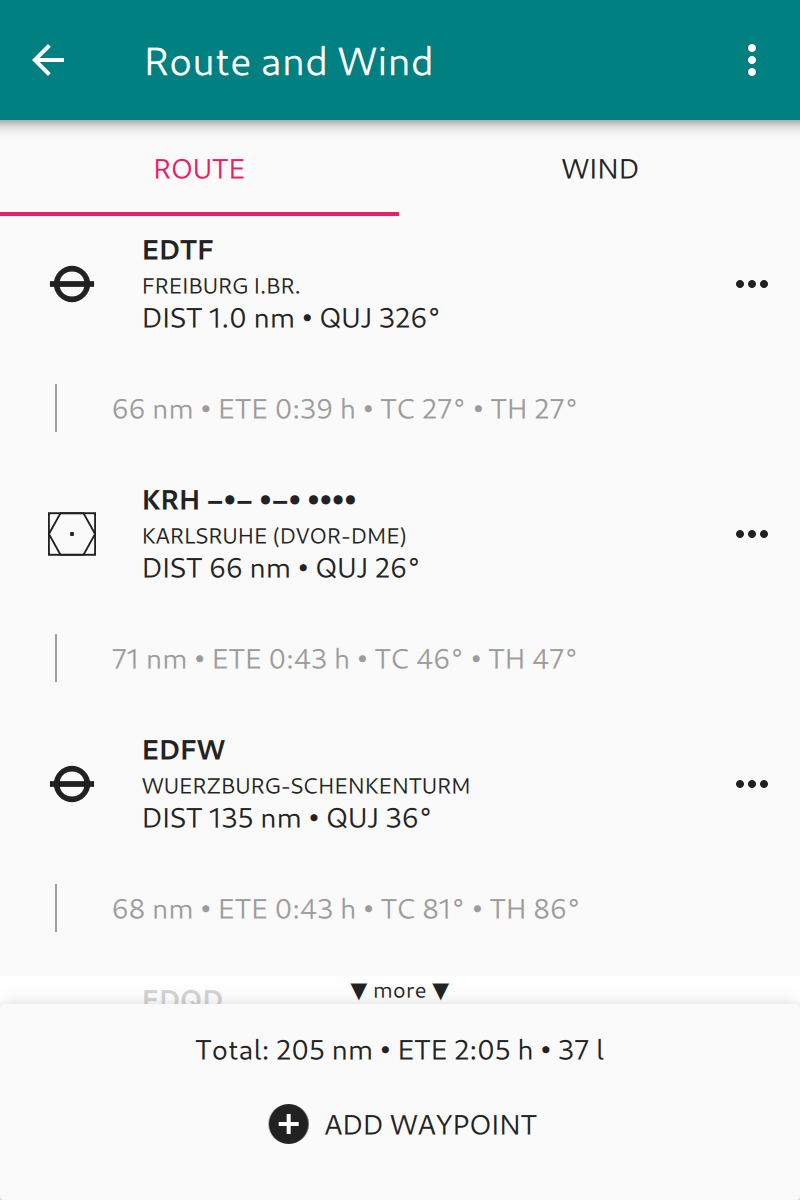 Route and Wind
ROUTE
WIND
EDTF
FREIBURG I.BR.
DIST 1.0 nm • QUJ 326°
66 nm • ETE 0:39 h • TC 27° • TH 27°
KRH –•– •–• ••••
KARLSRUHE (DVOR-DME)
DIST 66 nm • QUJ 26°
71 nm • ETE 0:43 h • TC 46° • TH 47°
EDFW
WUERZBURG-SCHENKENTURM
DIST 135 nm • QUJ 36°
68 nm • ETE 0:43 h • TC 81° • TH 86°
▼ more ▼
Total: 205 nm • ETE 2:05 h • 37 l
ADD WAYPOINT